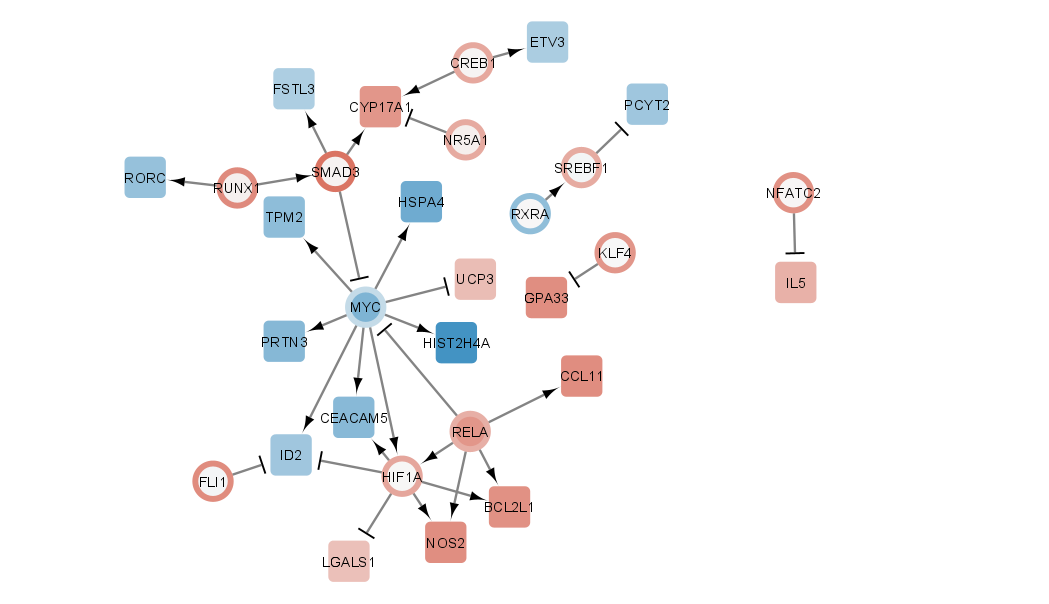 ETV3
CREB1
FSTL3
CYP17A1
PCYT2
NR5A1
SREBF1
SMAD3
RORC
RUNX1
NFATC2
HSPA4
RXRA
TPM2
KLF4
UCP3
IL5
GPA33
MYC
PRTN3
HIST2H4A
CCL11
CEACAM5
RELA
ID2
HIF1A
FLI1
BCL2L1
NOS2
LGALS1